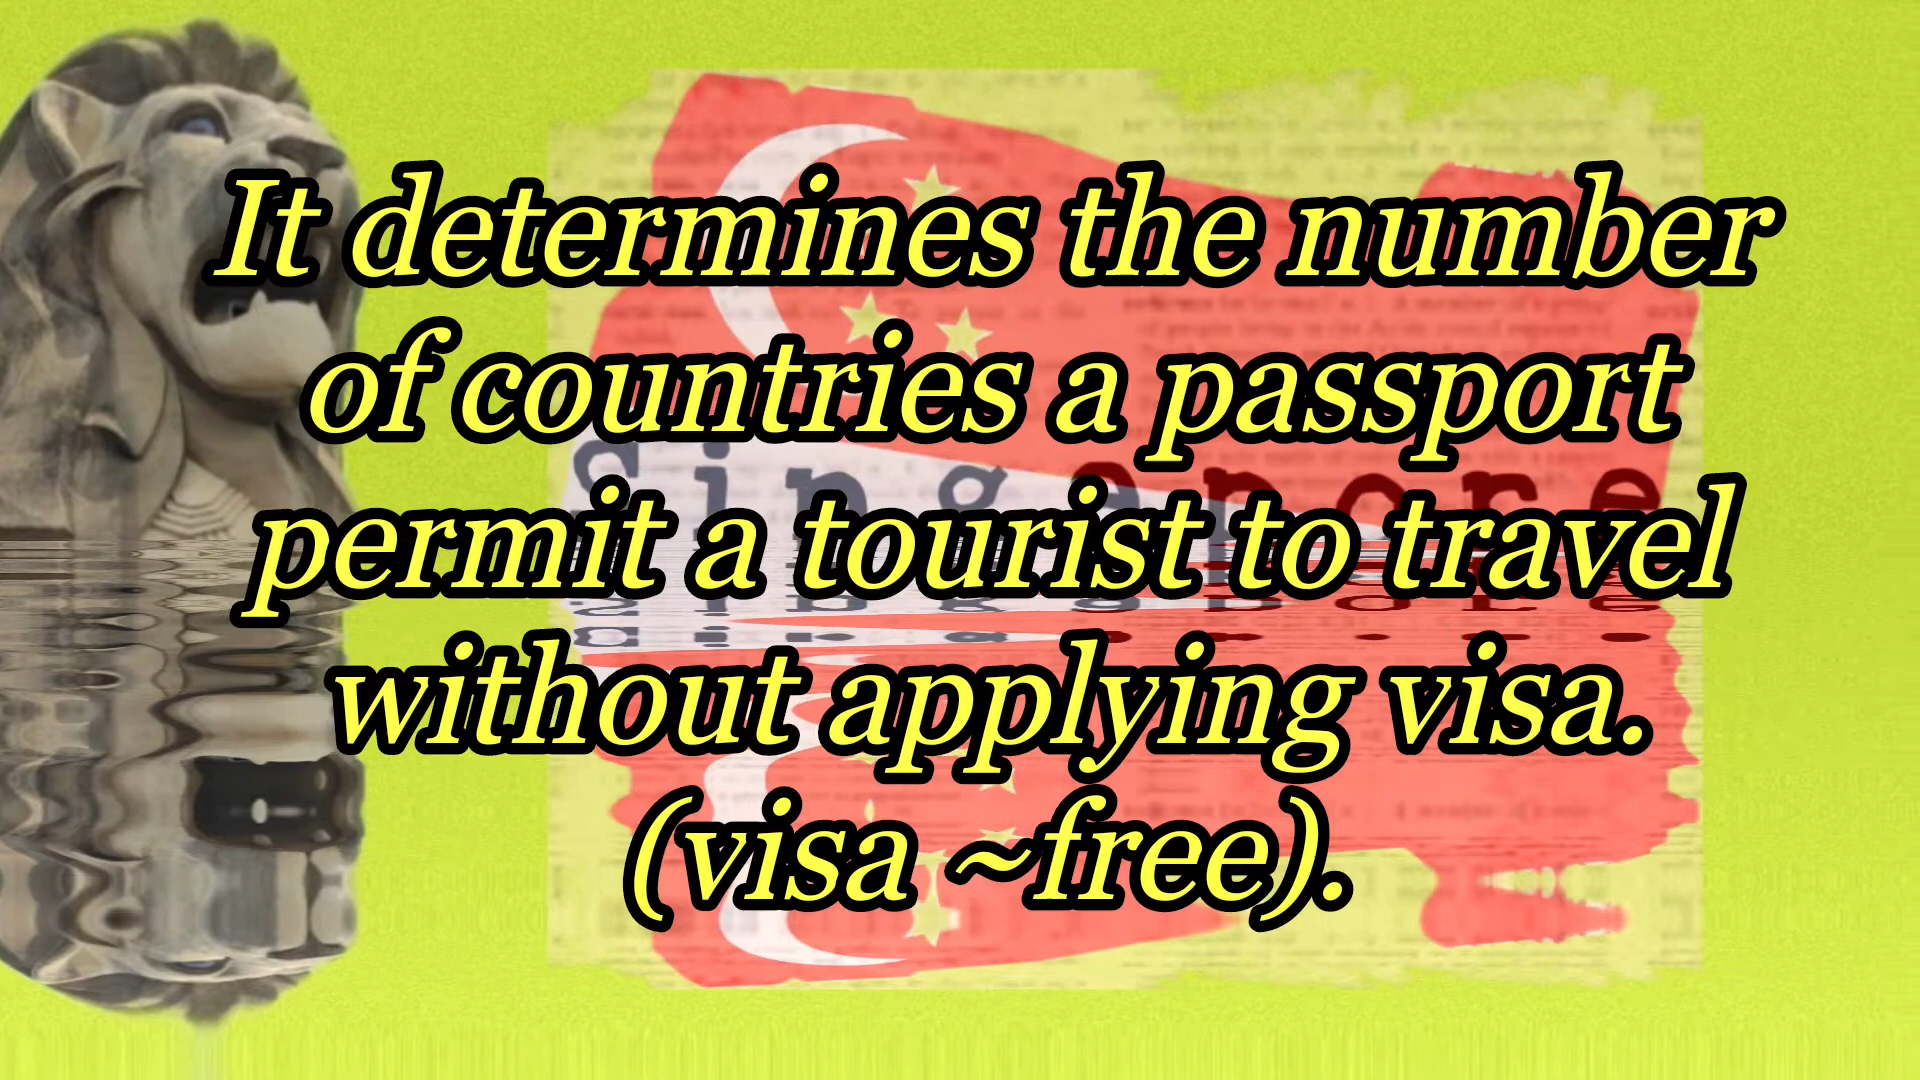 It determines the number
of countries a passport
Singapore
permit a tourist to travel
without applying visa.
(visa ~free).